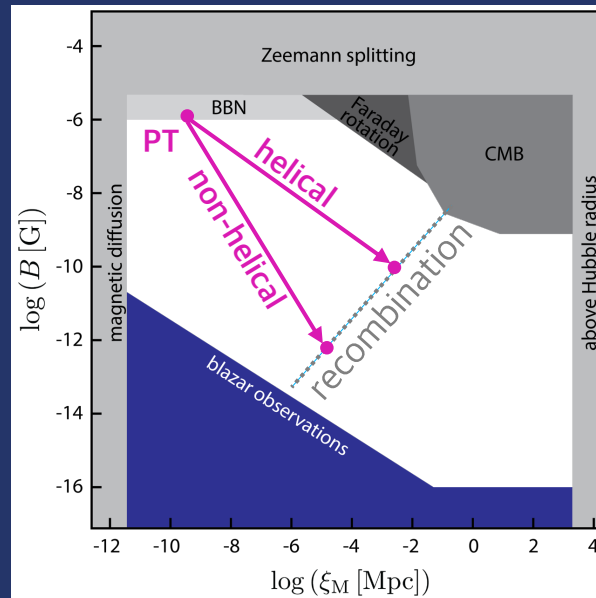 Zeemann splitting
BBN
Faraday
rotation
CMB
PT
helical
non-helical
recombination
blazar observations
magnetic diffusion
above Hubble radius
log (B [G])
-4
-6
-8
-10
-12
-14
-16
-12
-10
-8
-6
-4
-2
0
2
4
log (ξ_M [Mpc])